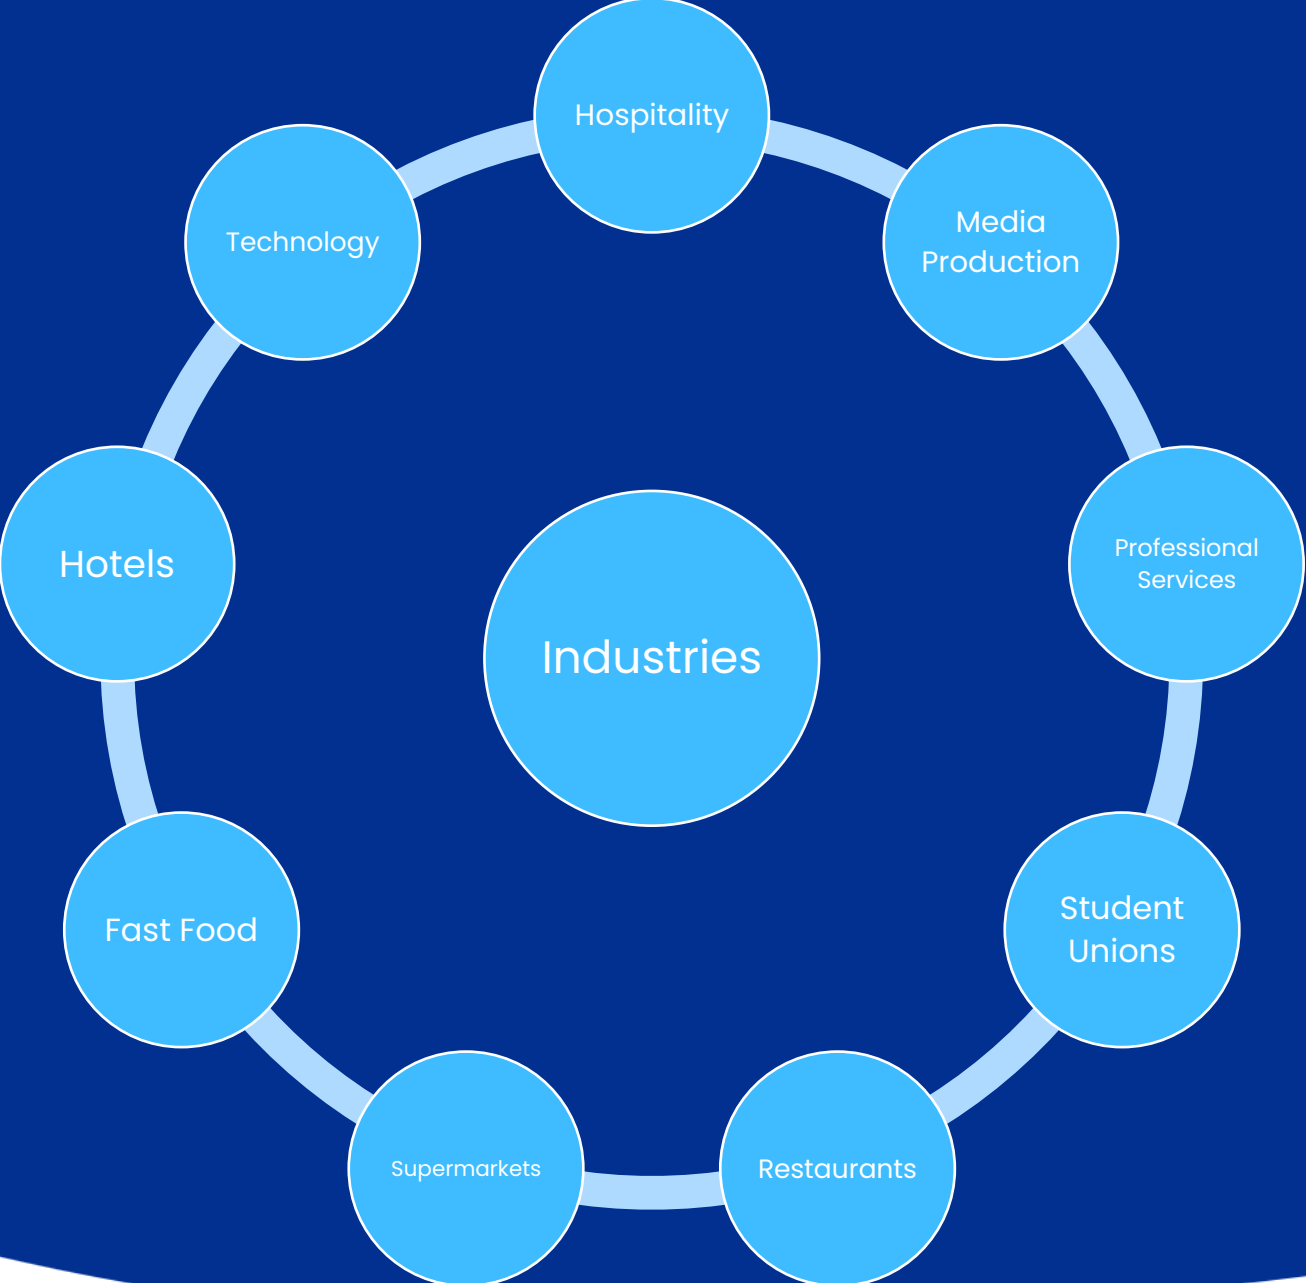 Hospitality
Media
Production
Professional
Services
Student
Unions
Restaurants
Supermarkets
Fast Food
Hotels
Technology
Industries